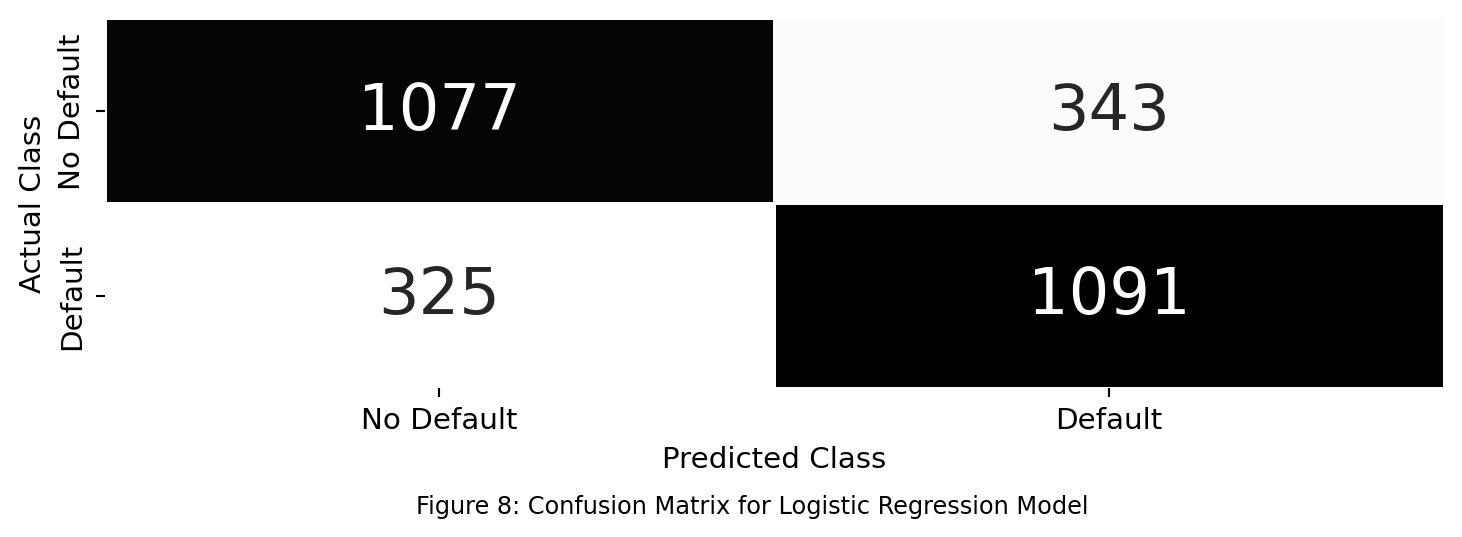 Actual Class
No Default
1077
343
Default
325
1091
No Default
Default
Predicted Class
Figure 8: Confusion Matrix for Logistic Regression Model